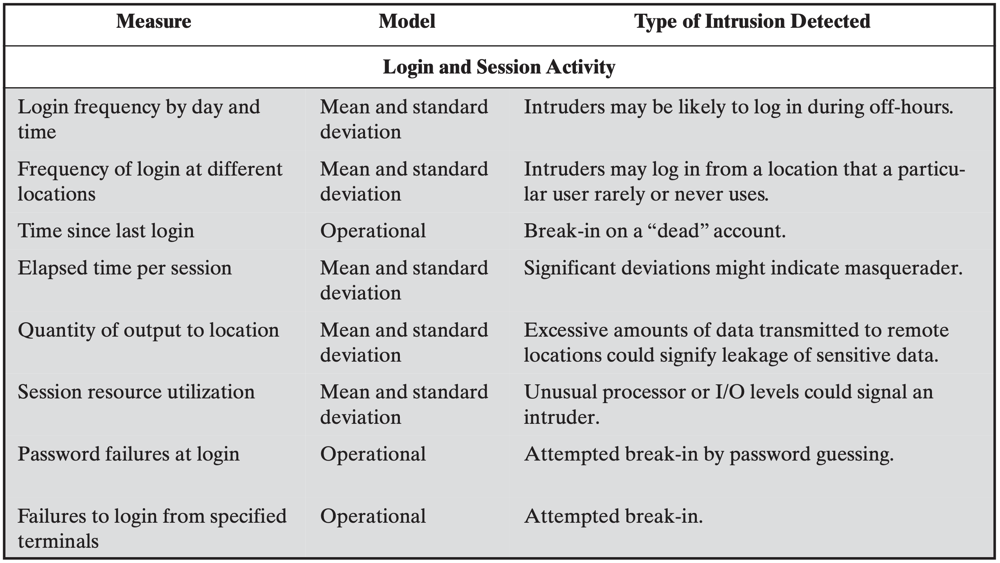 Measure Model Type of Intrusion Detected
Login and Session Activity
Login frequency by day and Mean and standard Intruders may be likely to log in during off-hours.
time deviation
Frequency of login at different Mean and standard Intruders may log in from a location that a particu-
locations deviation lar user rarely or never uses.
Time since last login Operational Break-in on a “dead” account.
Elapsed time per session Mean and standard Significant deviations might indicate masquerader.
deviation
Quantity of output to location Mean and standard Excessive amounts of data transmitted to remote
deviation locations could signify leakage of sensitive data.
Session resource utilization Mean and standard Unusual processor or I/O levels could signal an
deviation intruder.
Password failures at login Operational Attempted break-in by password guessing.
Failures to login from specified Operational Attempted break-in.
terminals